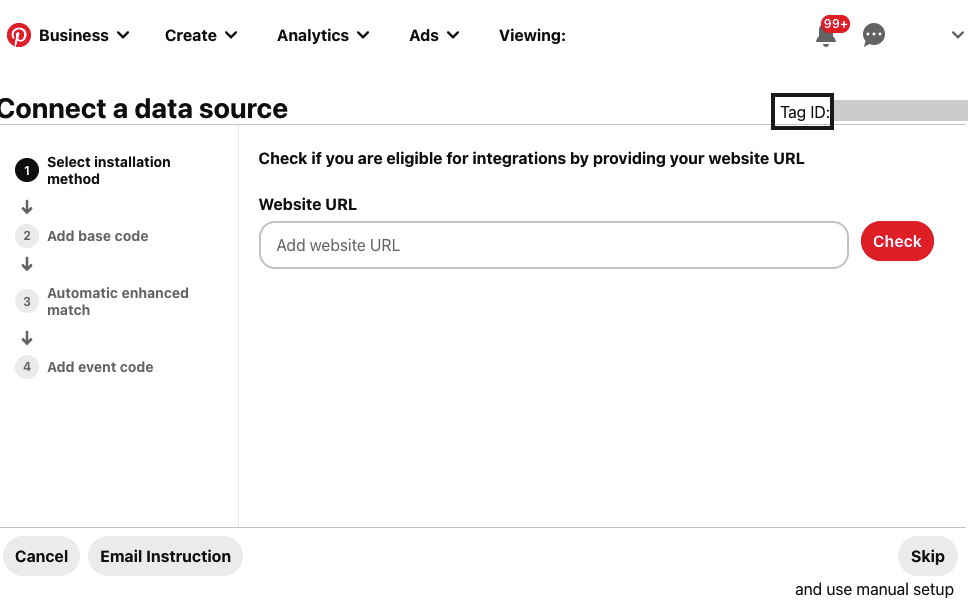 Business Create Analytics Ads Viewing: 99+
Connect a data source
Tag ID:
1 Select installation
method
2 Add base code
3 Automatic enhanced
match
4 Add event code
Check if you are eligible for integrations by providing your website URL
Website URL
Add website URL Check
Cancel Email Instruction Skip
and use manual setup